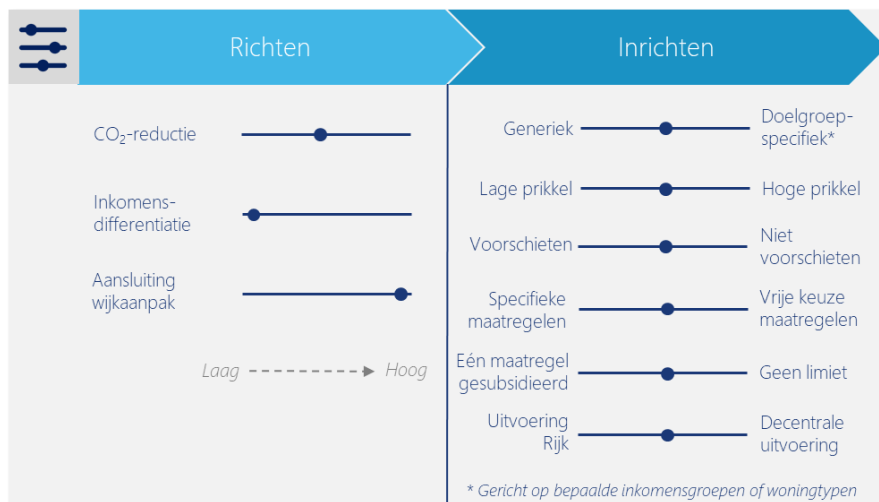 Richten
Inrichten
CO₂-reductie
Inkomens-
differentiatie
Aansluiting
wijkaanpak
Laag
Hoog
Generiek
Doelgroep-
specifiek*
Lage prikkel
Hoge prikkel
Voorschieten
Niet
voorschieten
Specifieke
maatregelen
Vrije keuze
maatregelen
Eén maatregel
gesubsidieerd
Geen limiet
Uitvoering
Rijk
Decentrale
uitvoering
* Gericht op bepaalde inkomensgroepen of woningtypen